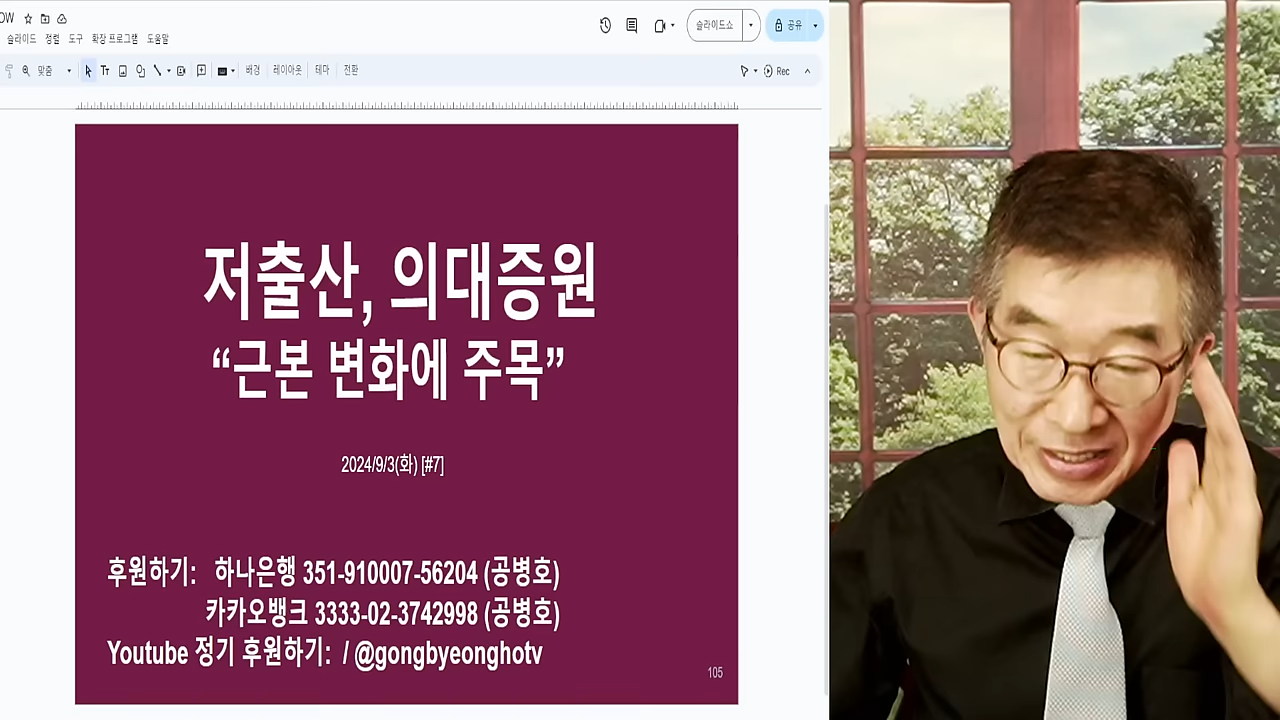 OW
슬라이드 정렬 도구 확장 프로그램 도움말
슬라이드쇼
공유
맞춤
Tт
배경 레이아웃 테마 전환
Rec
저출산, 의대증원
“근본 변화에 주목”
2024/9/3(화) [#7]
후원하기: 하나은행 351-910007-56204 (공병호)
카카오뱅크 3333-02-3742998 (공병호)
Youtube 정기 후원하기: / @gongbyeonghotv
105